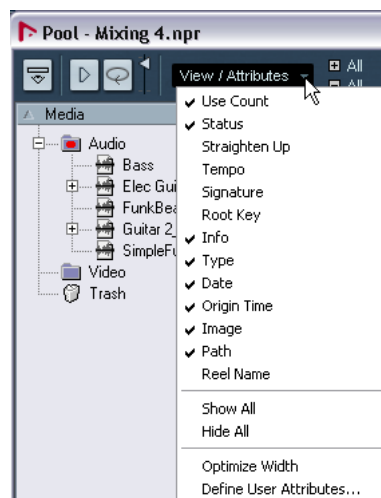 Pool - Mixing 4.npr
View / Attributes
All
All
Media
Audio
Bass
Elec Gui
FunkBea
Guitar 2_
SimpleFu
Video
Trash
Use Count
Status
Straighten Up
Tempo
Signature
Root Key
Info
Type
Date
Origin Time
Image
Path
Reel Name
Show All
Hide All
Optimize Width
Define User Attributes...